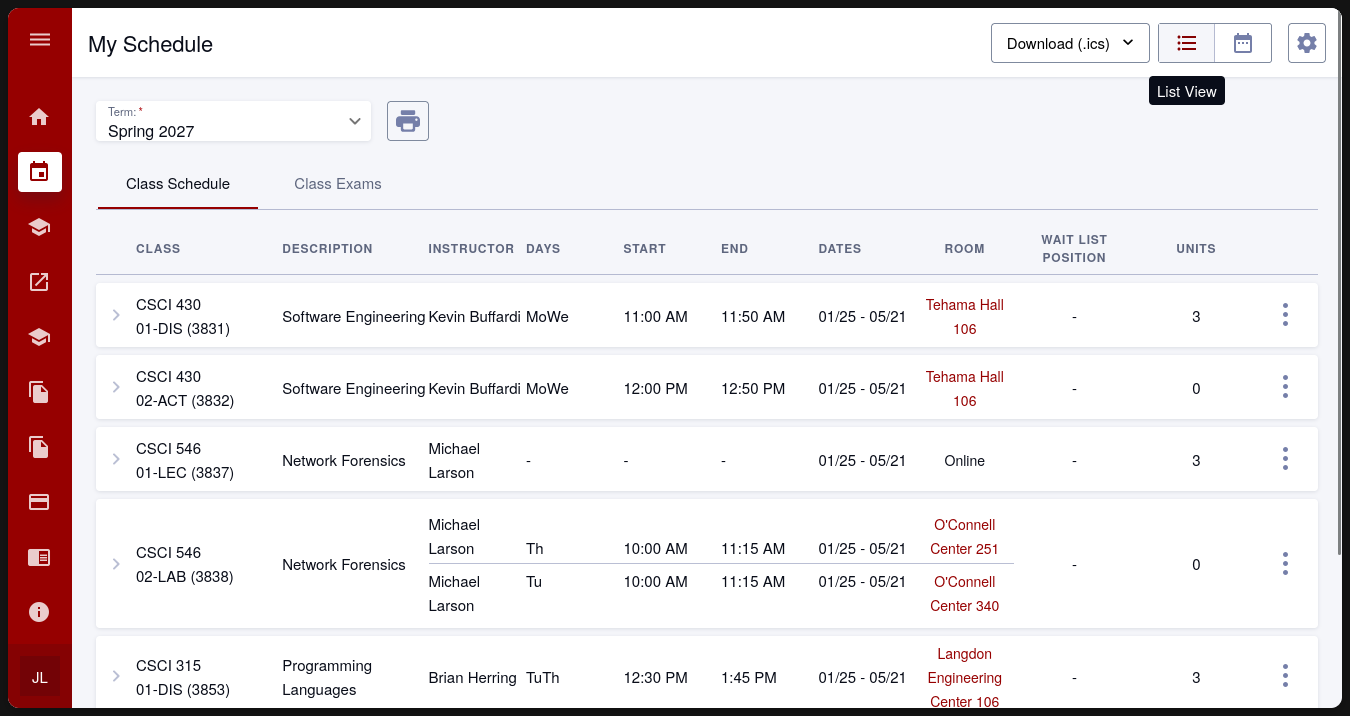 My Schedule
Download (.ics)
List View
Term: *
Spring 2027
Class Schedule
Class Exams
CLASS DESCRIPTION INSTRUCTOR DAYS START END DATES ROOM WAIT LIST POSITION UNITS
CSCI 430
01-DIS (3831)
Software Engineering Kevin Buffardi MoWe 11:00 AM 11:50 AM 01/25 - 05/21
Tehama Hall
106
- 3
CSCI 430
02-ACT (3832)
Software Engineering Kevin Buffardi MoWe 12:00 PM 12:50 PM 01/25 - 05/21
Tehama Hall
106
- 0
CSCI 546
01-LEC (3837)
Network Forensics
Michael
Larson
- - - 01/25 - 05/21 Online - 3
CSCI 546
02-LAB (3838)
Network Forensics
Michael
Larson
Th 10:00 AM 11:15 AM 01/25 - 05/21
O'Connell
Center 251
Michael
Larson
Tu 10:00 AM 11:15 AM 01/25 - 05/21
O'Connell
Center 340
- 0
CSCI 315
01-DIS (3853)
Programming
Languages
Brian Herring TuTh 12:30 PM 1:45 PM 01/25 - 05/21
Langdon
Engineering
Center 106
- 3
JL